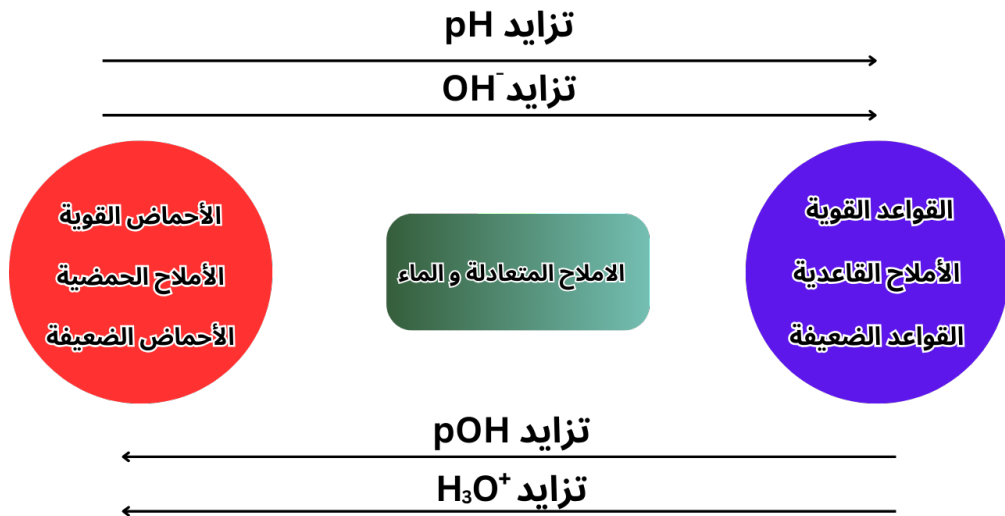 تزايد pH
تزايد OH⁻
القواعد القوية
الأملاح القاعدية
القواعد الضعيفة
الاملاح المتعادلة و الماء
الأحماض القوية
الأملاح الحمضية
الأحماض الضعيفة
تزايد pOH
تزايد H₃O⁺